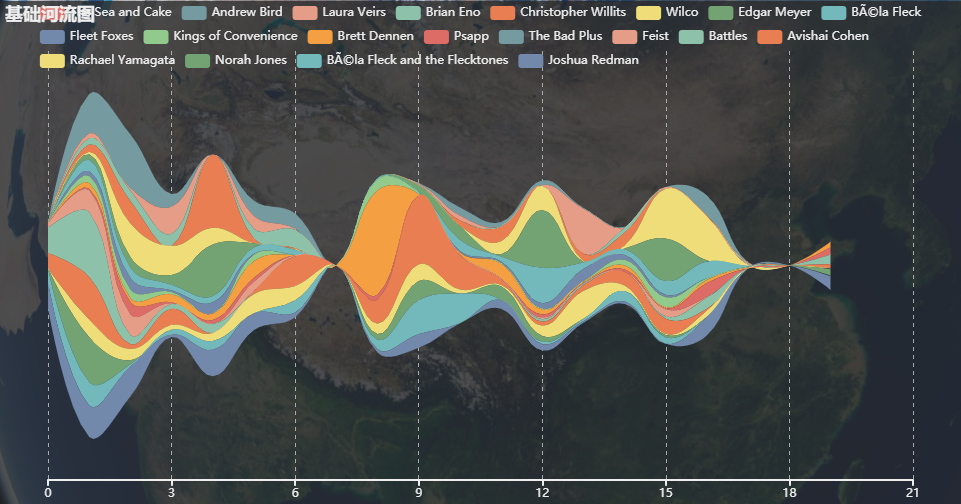 基础河流图
Sea and Cake Andrew Bird Laura Veirs Brian Eno Christopher Willits Wilco Edgar Meyer BÃ©la Fleck
Fleet Foxes Kings of Convenience Brett Dennen Psapp The Bad Plus Feist Battles Avishai Cohen
Rachael Yamagata Norah Jones BÃ©la Fleck and the Flecktones Joshua Redman
0 3 6 9 12 15 18 21